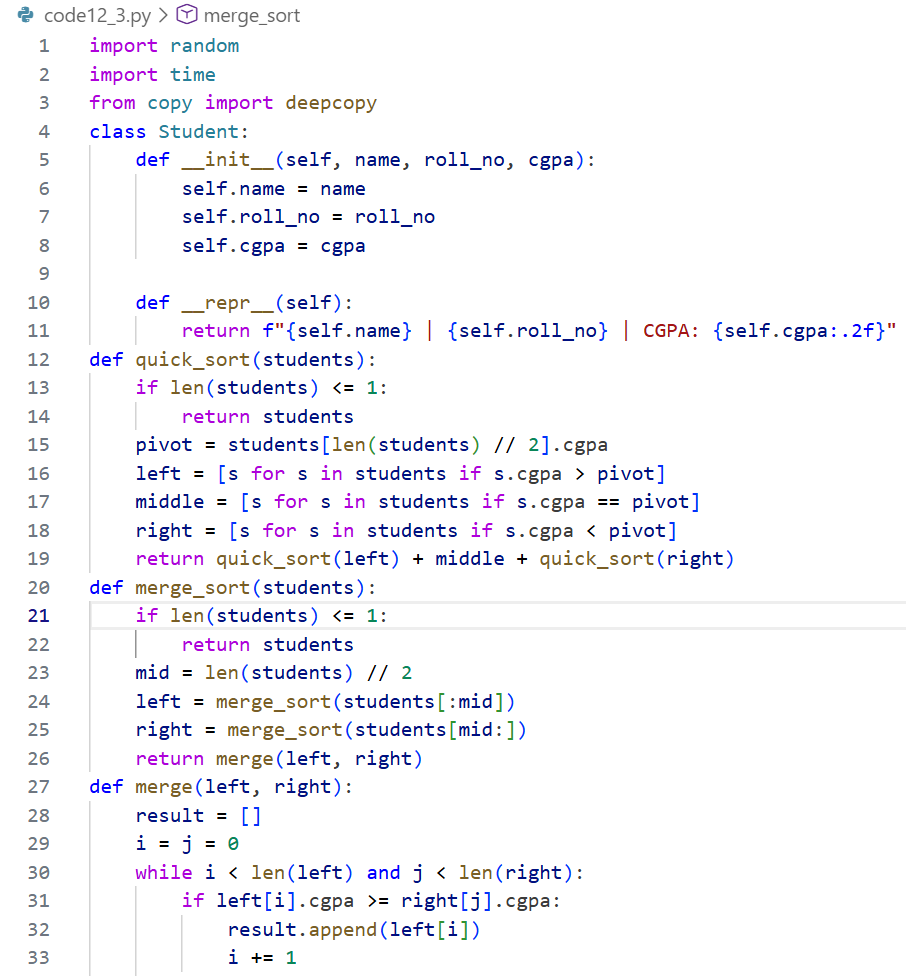 code12_3.py > merge_sort
1 import random
2 import time
3 from copy import deepcopy
4 class Student:
5     def __init__(self, name, roll_no, cgpa):
6         self.name = name
7         self.roll_no = roll_no
8         self.cgpa = cgpa
9
10     def __repr__(self):
11         return f"{self.name} | {self.roll_no} | CGPA: {self.cgpa:.2f}"
12 def quick_sort(students):
13     if len(students) <= 1:
14         return students
15     pivot = students[len(students) // 2].cgpa
16     left = [s for s in students if s.cgpa > pivot]
17     middle = [s for s in students if s.cgpa == pivot]
18     right = [s for s in students if s.cgpa < pivot]
19     return quick_sort(left) + middle + quick_sort(right)
20 def merge_sort(students):
21     if len(students) <= 1:
22         return students
23     mid = len(students) // 2
24     left = merge_sort(students[:mid])
25     right = merge_sort(students[mid:])
26     return merge(left, right)
27 def merge(left, right):
28     result = []
29     i = j = 0
30     while i < len(left) and j < len(right):
31         if left[i].cgpa >= right[j].cgpa:
32             result.append(left[i])
33             i += 1